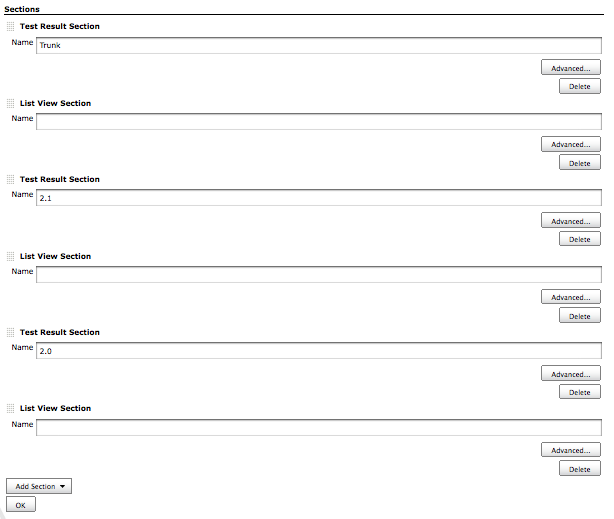 Sections
Test Result Section
Name Trunk
Advanced...
Delete
List View Section
Name
Advanced...
Delete
Test Result Section
Name 2.1
Advanced...
Delete
List View Section
Name
Advanced...
Delete
Test Result Section
Name 2.0
Advanced...
Delete
List View Section
Name
Advanced...
Delete
Add Section
OK